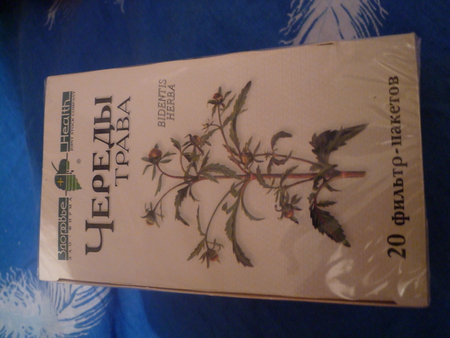 Здоровье
Health
ЧЕРЕДЫ
ТРАВА
BIDENTIS
HERBA
20 фильтр-пакетов